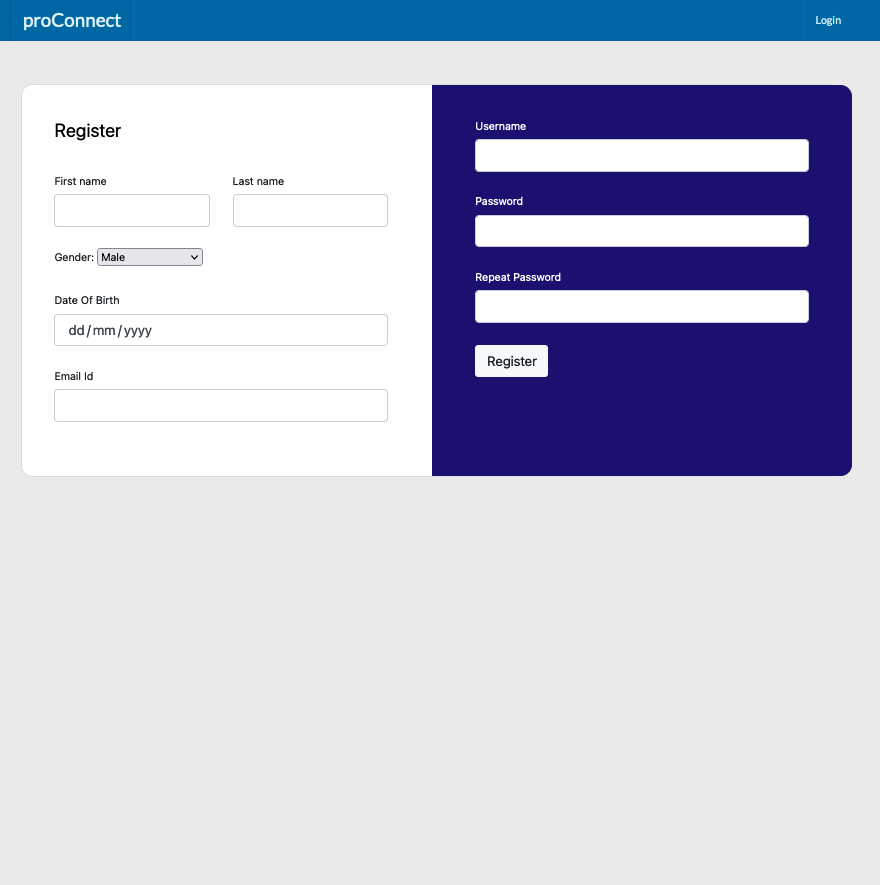 proConnect
Login
Register
First name
Last name
Gender: Male
Date Of Birth
dd/mm/yyyy
Email Id
Username
Password
Repeat Password
Register